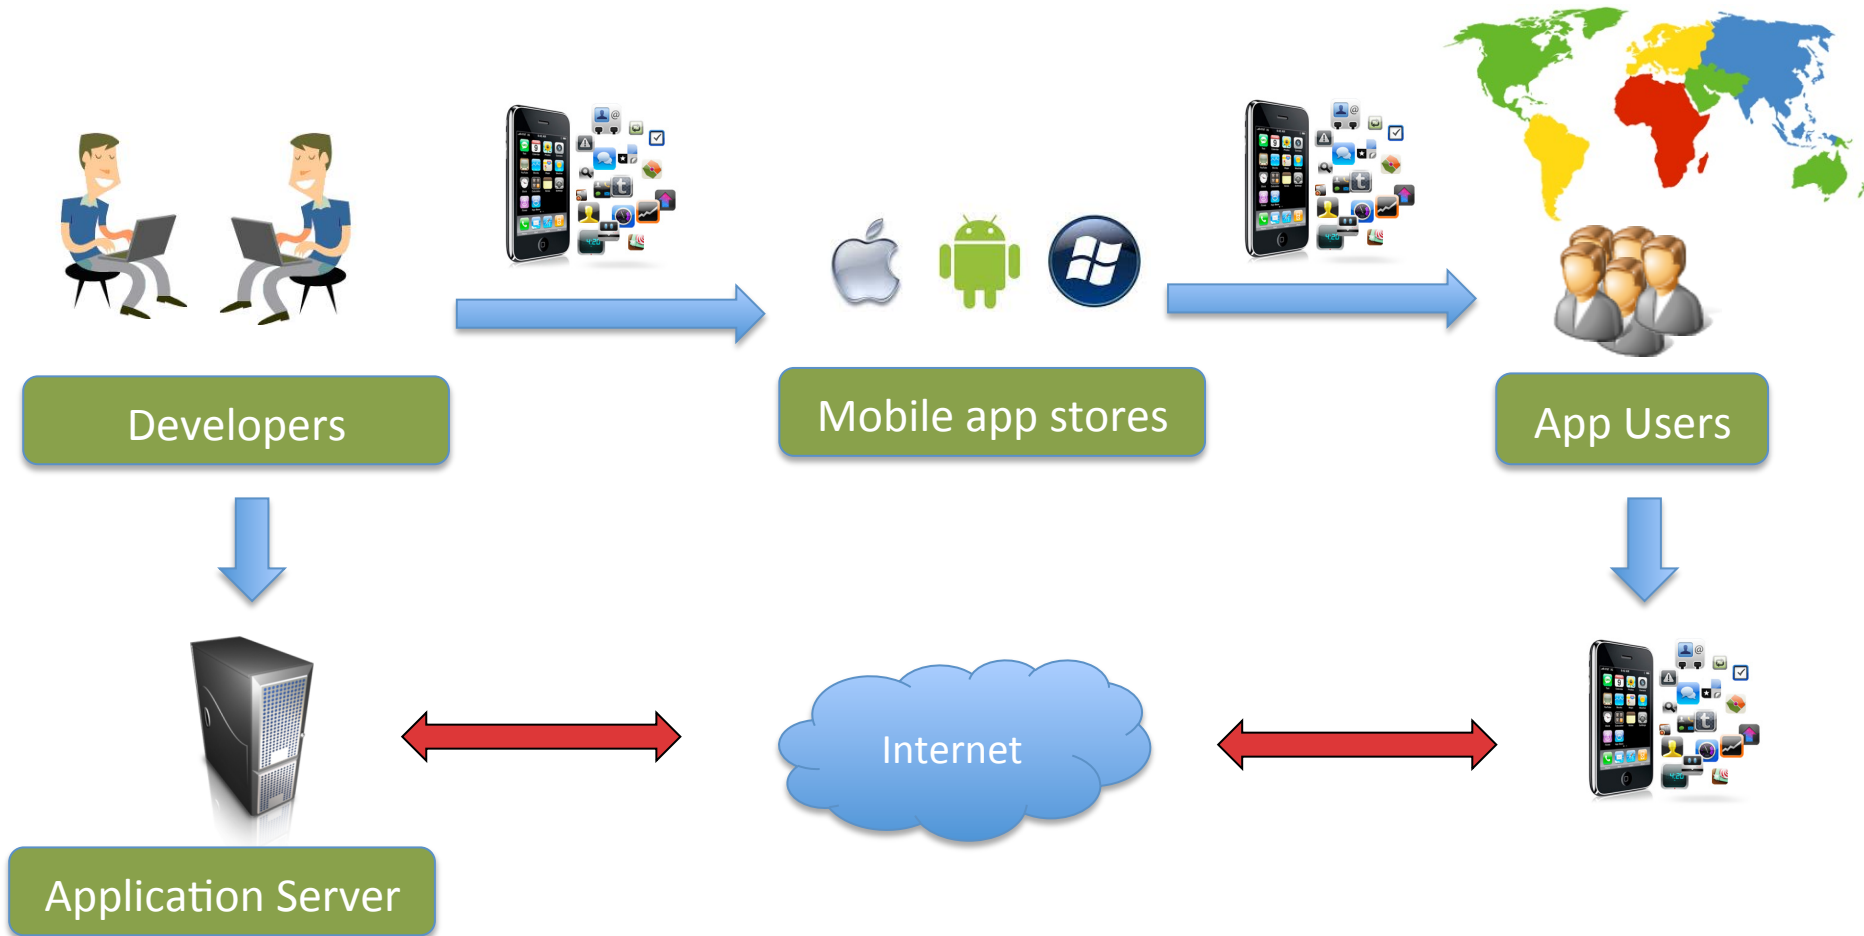 Developers
Mobile app stores
App Users
Internet
Application Server